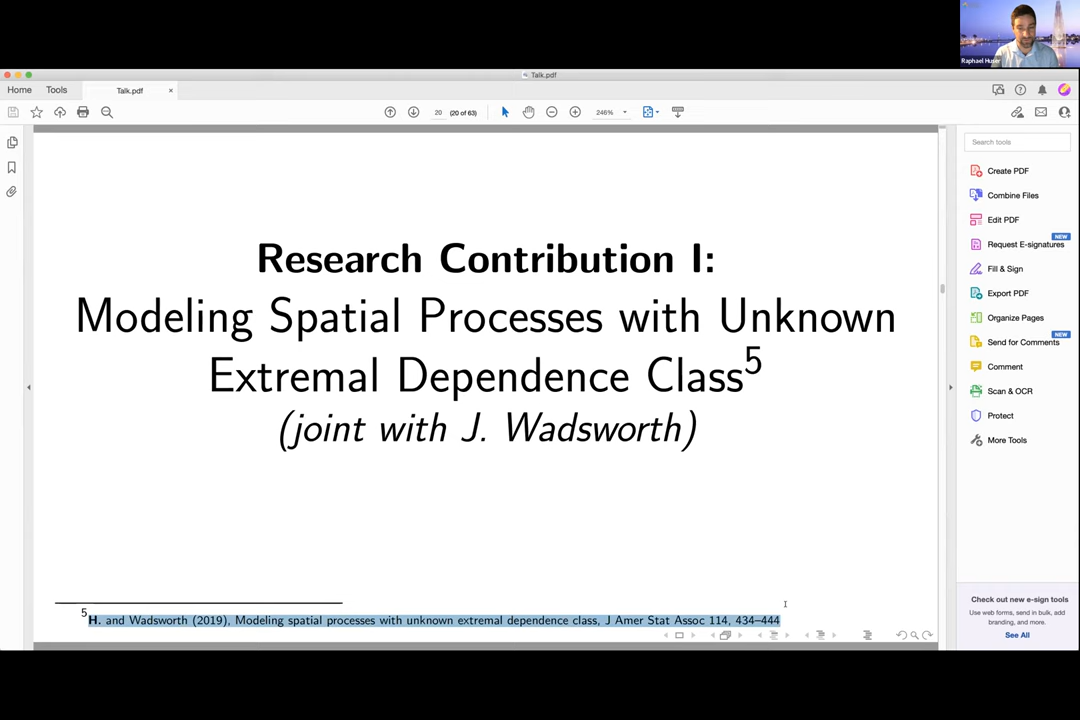 Raphael Huser
Talk.pdf
Home
Tools
Talk.pdf
×
20
(20 of 63)
246%
Search tools
Create PDF
Combine Files
Edit PDF
NEW
Request E-signatures
Fill & Sign
Export PDF
Organize Pages
NEW
Send for Comments
Comment
Scan & OCR
Protect
More Tools
Research Contribution I:
Modeling Spatial Processes with Unknown
Extremal Dependence Class5
(joint with J. Wadsworth)
5H. and Wadsworth (2019), Modeling spatial processes with unknown extremal dependence class, J Amer Stat Assoc 114, 434–444
Check out new e-sign tools
Use web forms, send in bulk, add
branding, and more.
See All